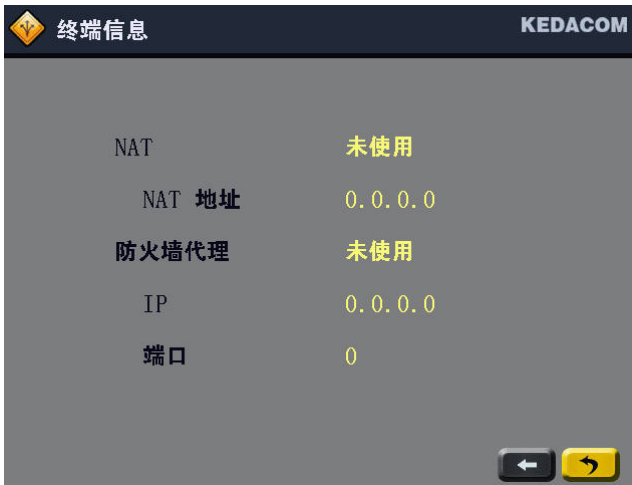 终端信息 KEDACOM
NAT 未使用
NAT 地址 0.0.0.0
防火墙代理 未使用
IP 0.0.0.0
端口 0